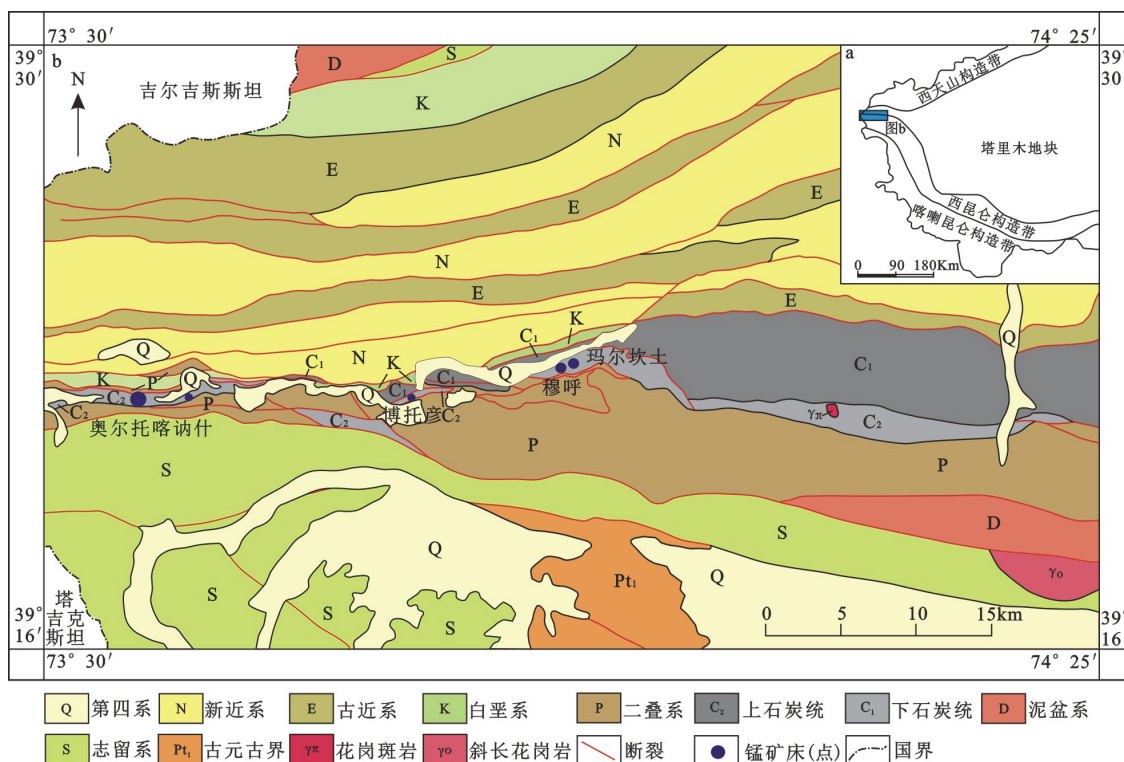 73° 30′
74° 25′
39°
30′
39°
30′
b
N
吉尔吉斯斯坦
D
S
K
E
N
E
E
N
E
E
a
西天山构造带
图b
塔里木地块
西昆仑构造带
喀喇昆仑构造带
0 90 180Km
Q
C₁
N
K
C₁
K
Q
玛尔坎土
穆呼
C₁
Q
K
P
Q
C₂
P
C₂
Q
C₁
C₁
博托彦
C₂
奥尔托喀讷什
C₂
γπ
C₂
S
P
P
D
S
Q
Q
Pt₁
γo
S
S
S
塔
吉克
斯坦
0 5 10 15km
39°
16′
39°
16′
73° 30′
74° 25′
Q 第四系
N 新近系
E 古近系
K 白垩系
P 二叠系
C₂ 上石炭统
C₁ 下石炭统
D 泥盆系
S 志留系
Pt₁ 古元古界
γπ 花岗斑岩
γo 斜长花岗岩
断裂
锰矿床(点)
国界